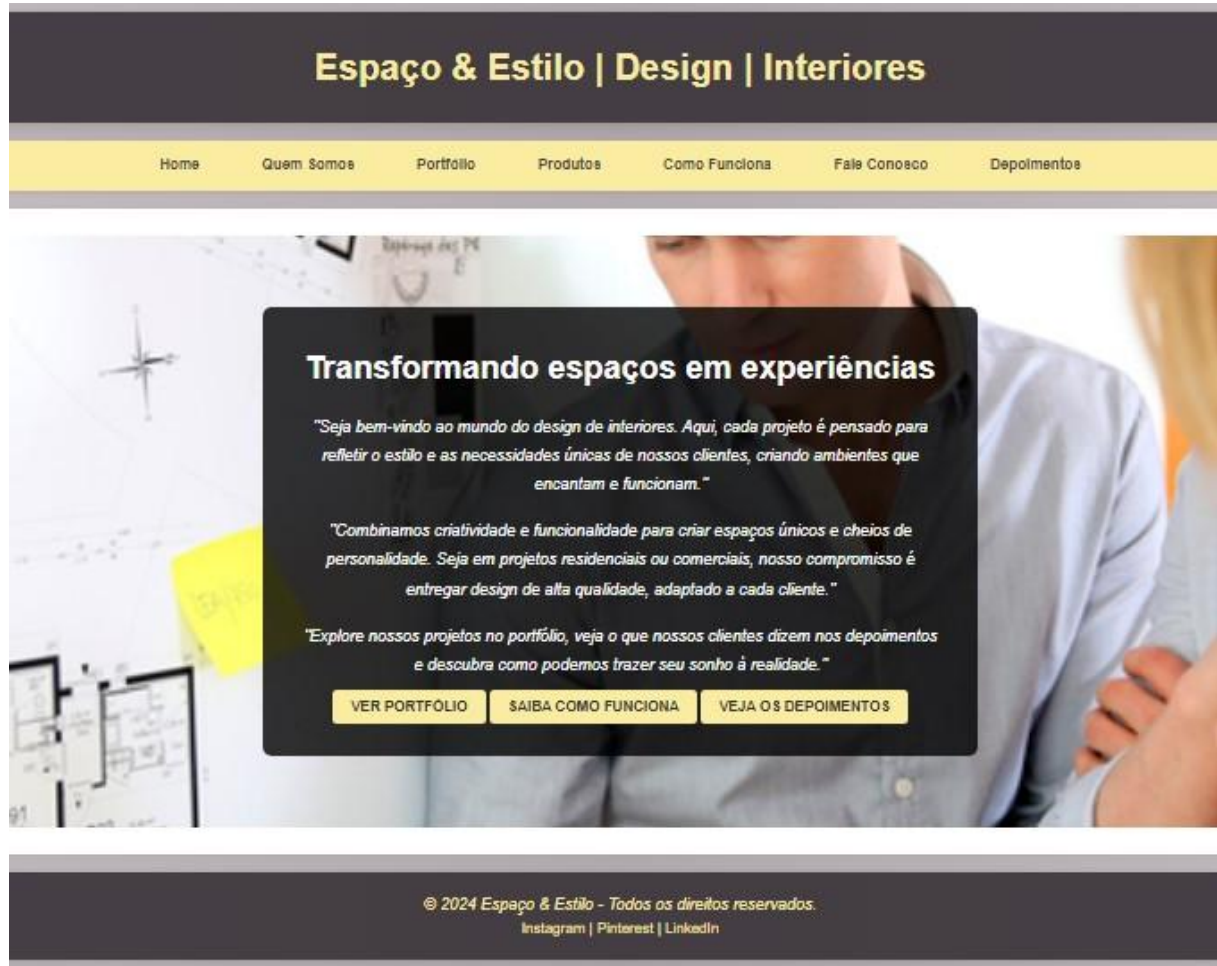 Espaço & Estilo | Design | Interiores
Home Quem Somos Portfólio Produtos Como Funciona Fale Conosco Depoimentos
Transformando espaços em experiências
"Seja bem-vindo ao mundo do design de interiores. Aqui, cada projeto é pensado para
refletir o estilo e as necessidades únicas de nossos clientes, criando ambientes que
encantam e funcionam."
"Combinamos criatividade e funcionalidade para criar espaços únicos e cheios de
personalidade. Seja em projetos residenciais ou comerciais, nosso compromisso é
entregar design de alta qualidade, adaptado a cada cliente."
"Explore nossos projetos no portfólio, veja o que nossos clientes dizem nos depoimentos
e descubra como podemos trazer seu sonho à realidade."
VER PORTFÓLIO SAIBA COMO FUNCIONA VEJA OS DEPOIMENTOS
91
© 2024 Espaço & Estilo - Todos os direitos reservados.
Instagram | Pinterest | LinkedIn